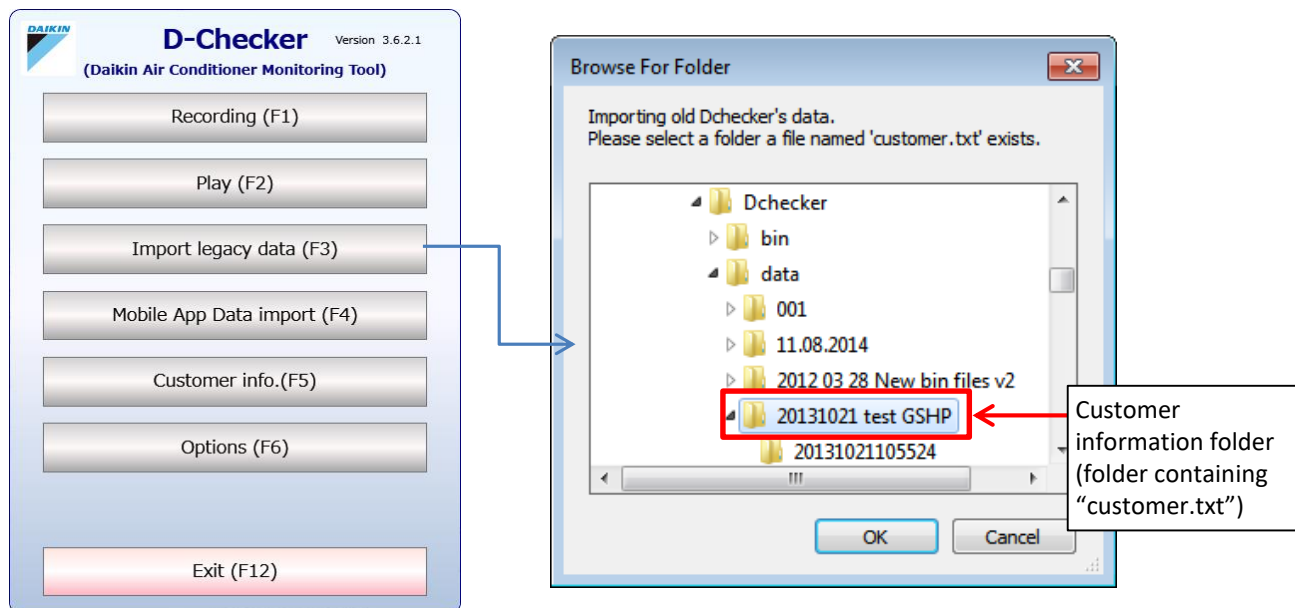 DAIKIN
D-Checker Version 3.6.2.1
(Daikin Air Conditioner Monitoring Tool)
Recording (F1)
Play (F2)
Import legacy data (F3)
Mobile App Data import (F4)
Customer info.(F5)
Options (F6)
Exit (F12)
Browse For Folder
Importing old Dchecker's data.
Please select a folder a file named 'customer.txt' exists.
Dchecker
bin
data
001
11.08.2014
2012 03 28 New bin files v2
20131021 test GSHP
20131021105524
OK Cancel
Customer
information folder
(folder containing
“customer.txt”)